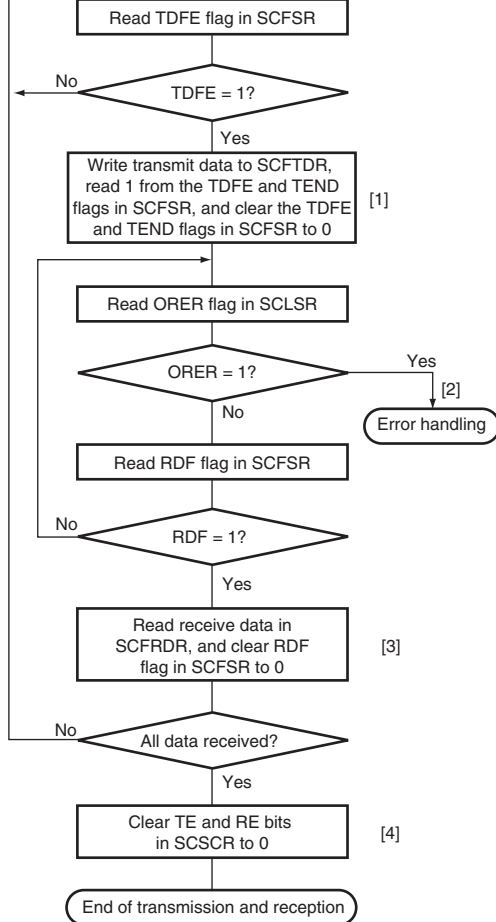 Read TDFE flag in SCFSR
No
TDFE = 1?
Yes
Write transmit data to SCFTDR,
read 1 from the TDFE and TEND
flags in SCFSR, and clear the TDFE
and TEND flags in SCFSR to 0
[1]
Read ORER flag in SCLSR
ORER = 1?
Yes
[2]
No
Error handling
Read RDF flag in SCFSR
No
RDF = 1?
Yes
Read receive data in
SCFRDR, and clear RDF
flag in SCFSR to 0
[3]
No
All data received?
Yes
Clear TE and RE bits
in SCSCR to 0
[4]
End of transmission and reception